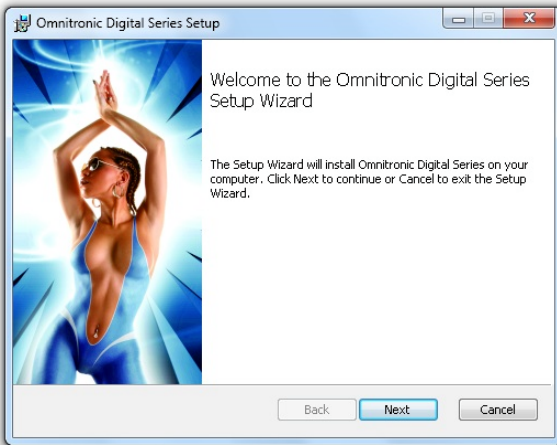 Omnitronic Digital Series Setup
Welcome to the Omnitronic Digital Series
Setup Wizard
The Setup Wizard will install Omnitronic Digital Series on your
computer. Click Next to continue or Cancel to exit the Setup
Wizard.
Back Next Cancel